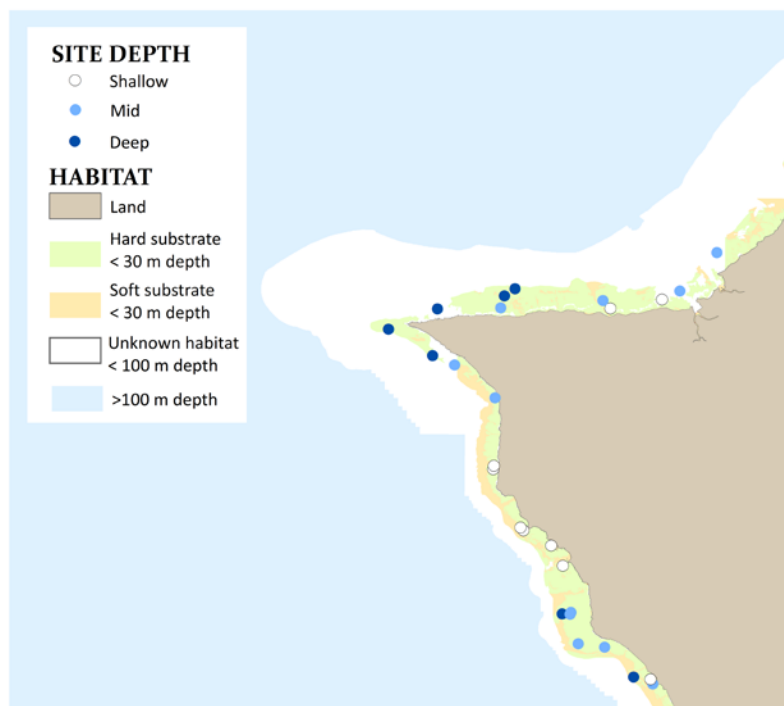 SITE DEPTH
Shallow
Mid
Deep
HABITAT
Land
Hard substrate
< 30 m depth
Soft substrate
< 30 m depth
Unknown habitat
< 100 m depth
>100 m depth